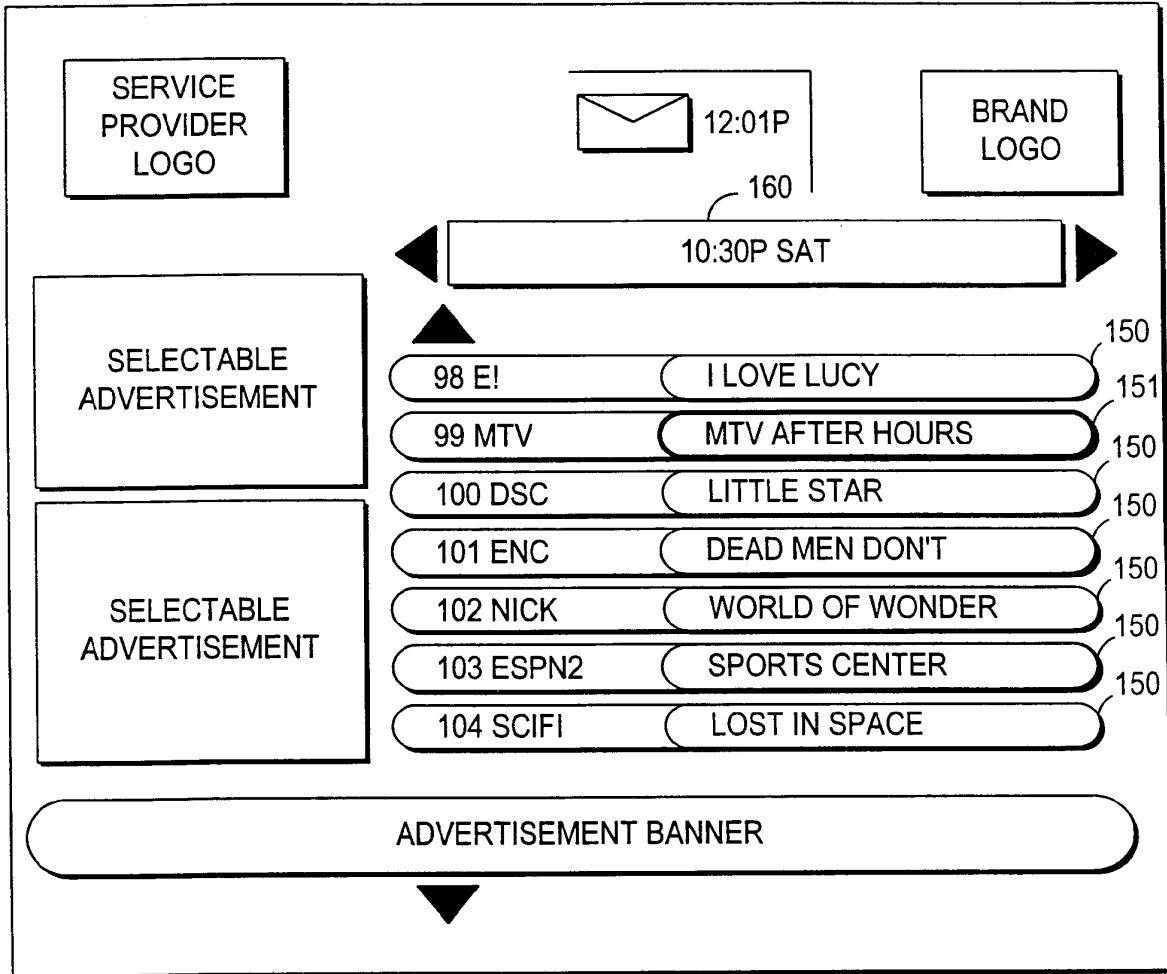 SERVICE
PROVIDER
LOGO
12:01P
BRAND
LOGO
160
10:30P SAT
SELECTABLE
ADVERTISEMENT
150
98 E! I LOVE LUCY
151
99 MTV MTV AFTER HOURS
150
100 DSC LITTLE STAR
150
101 ENC DEAD MEN DON'T
150
102 NICK WORLD OF WONDER
150
103 ESPN2 SPORTS CENTER
150
104 SCIFI LOST IN SPACE
SELECTABLE
ADVERTISEMENT
ADVERTISEMENT BANNER